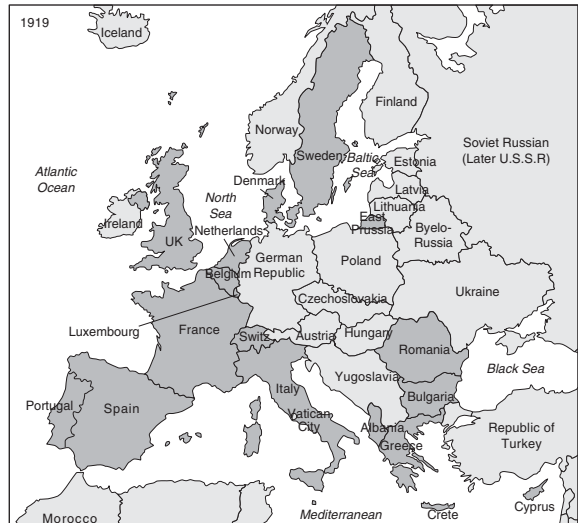 1919
Iceland
Finland
Norway
Soviet Russian
(Later U.S.S.R)
Sweden
Baltic
Sea
Estonia
Atlantic
Ocean
Denmark
Latvia
North
Sea
Lithuania
East
Prussia
Ireland
Netherlands
Byelo-
Russia
UK
German
Republic
Poland
Belgium
Ukraine
Czechoslovakia
Luxembourg
France
Switz
Austria
Hungary
Romania
Yugoslavia
Black Sea
Italy
Bulgaria
Portugal
Spain
Vatican
City
Albania
Greece
Republic of
Turkey
Morocco
Mediterranean
Crete
Cyprus